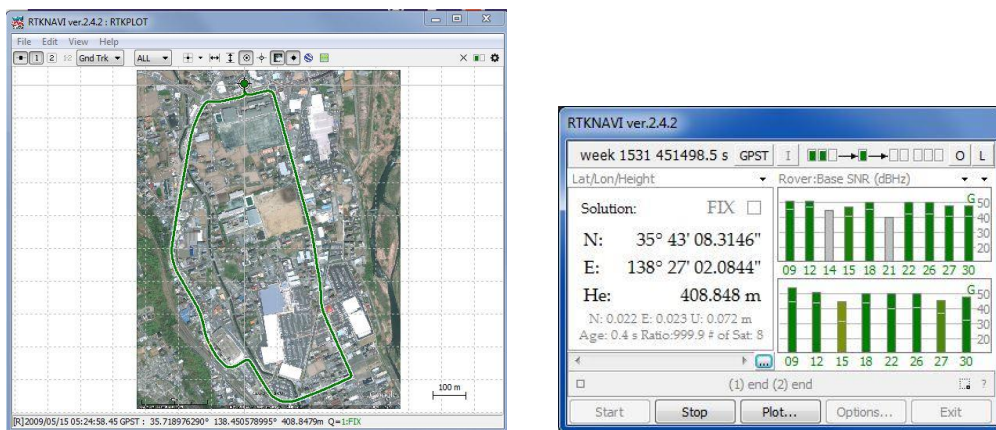 RTKNAVI ver.2.4.2 : RTKPLOT
File Edit View Help
1 2 12 Gnd Trk ALL
100 m
[R]2009/05/15 05:24:58.45 GPST : 35.718976290° 138.450578995° 408.8479m Q=1:FIX
RTKNAVI ver.2.4.2
week 1531 451498.5 s GPST I O L
Lat/Lon/Height Rover:Base SNR (dBHz)
Solution: FIX
N: 35° 43' 08.3146"
E: 138° 27' 02.0844"
He: 408.848 m
N: 0.022 E: 0.023 U: 0.072 m
Age: 0.4 s Ratio:999.9 # of Sat: 8
G 50
40
30
20
09 12 14 15 18 21 22 26 27 30
G 50
40
30
20
09 12 15 18 22 26 27 30
...
(1) end (2) end ?
Start Stop Plot... Options... Exit